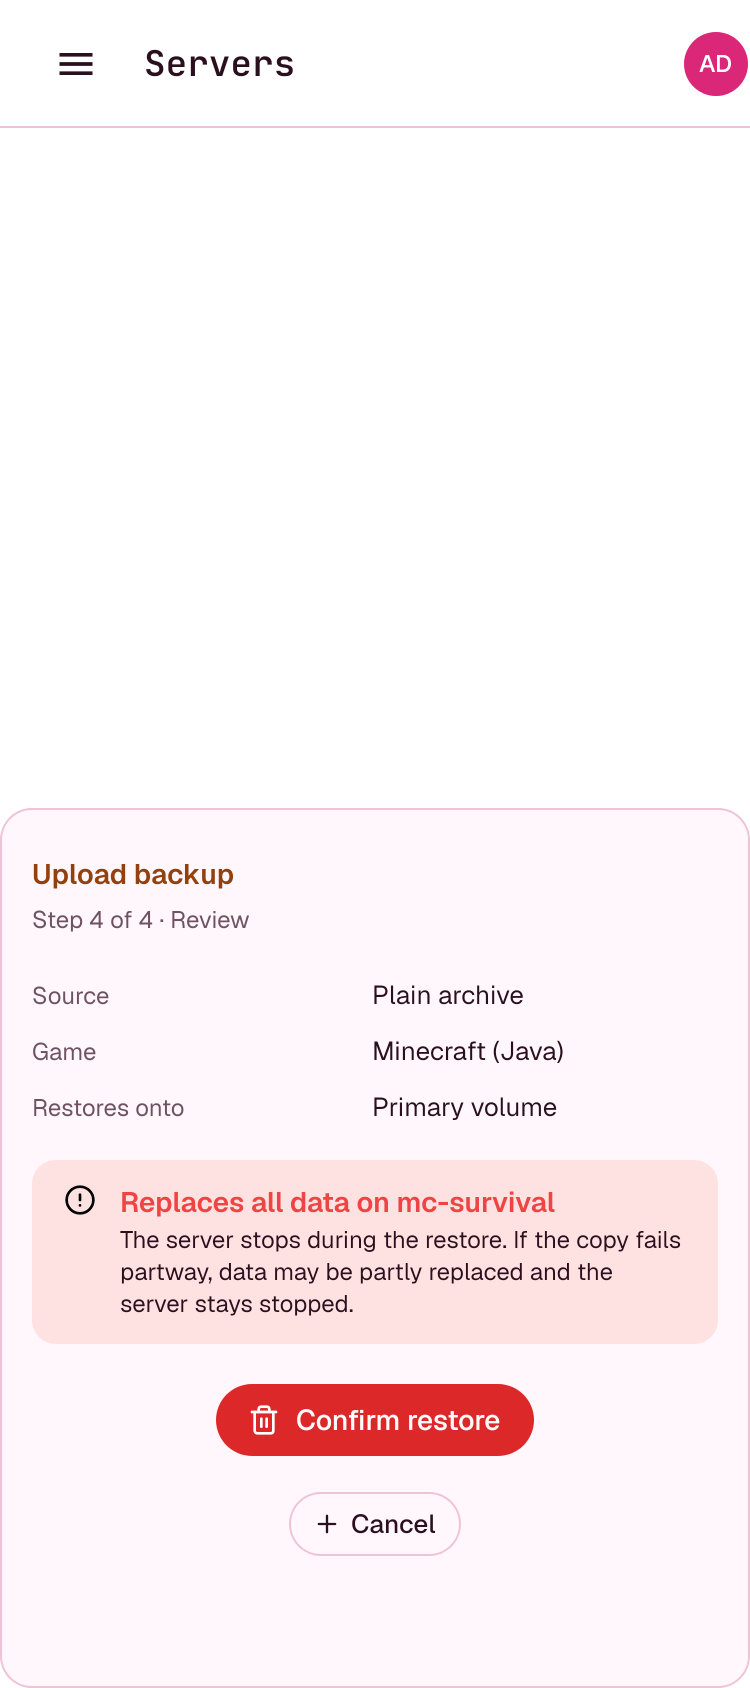 Servers
AD
Upload backup
Step 4 of 4 · Review
Source
Plain archive
Game
Minecraft (Java)
Restores onto
Primary volume
Replaces all data on mc-survival
The server stops during the restore. If the copy fails
partway, data may be partly replaced and the
server stays stopped.
Confirm restore
Cancel